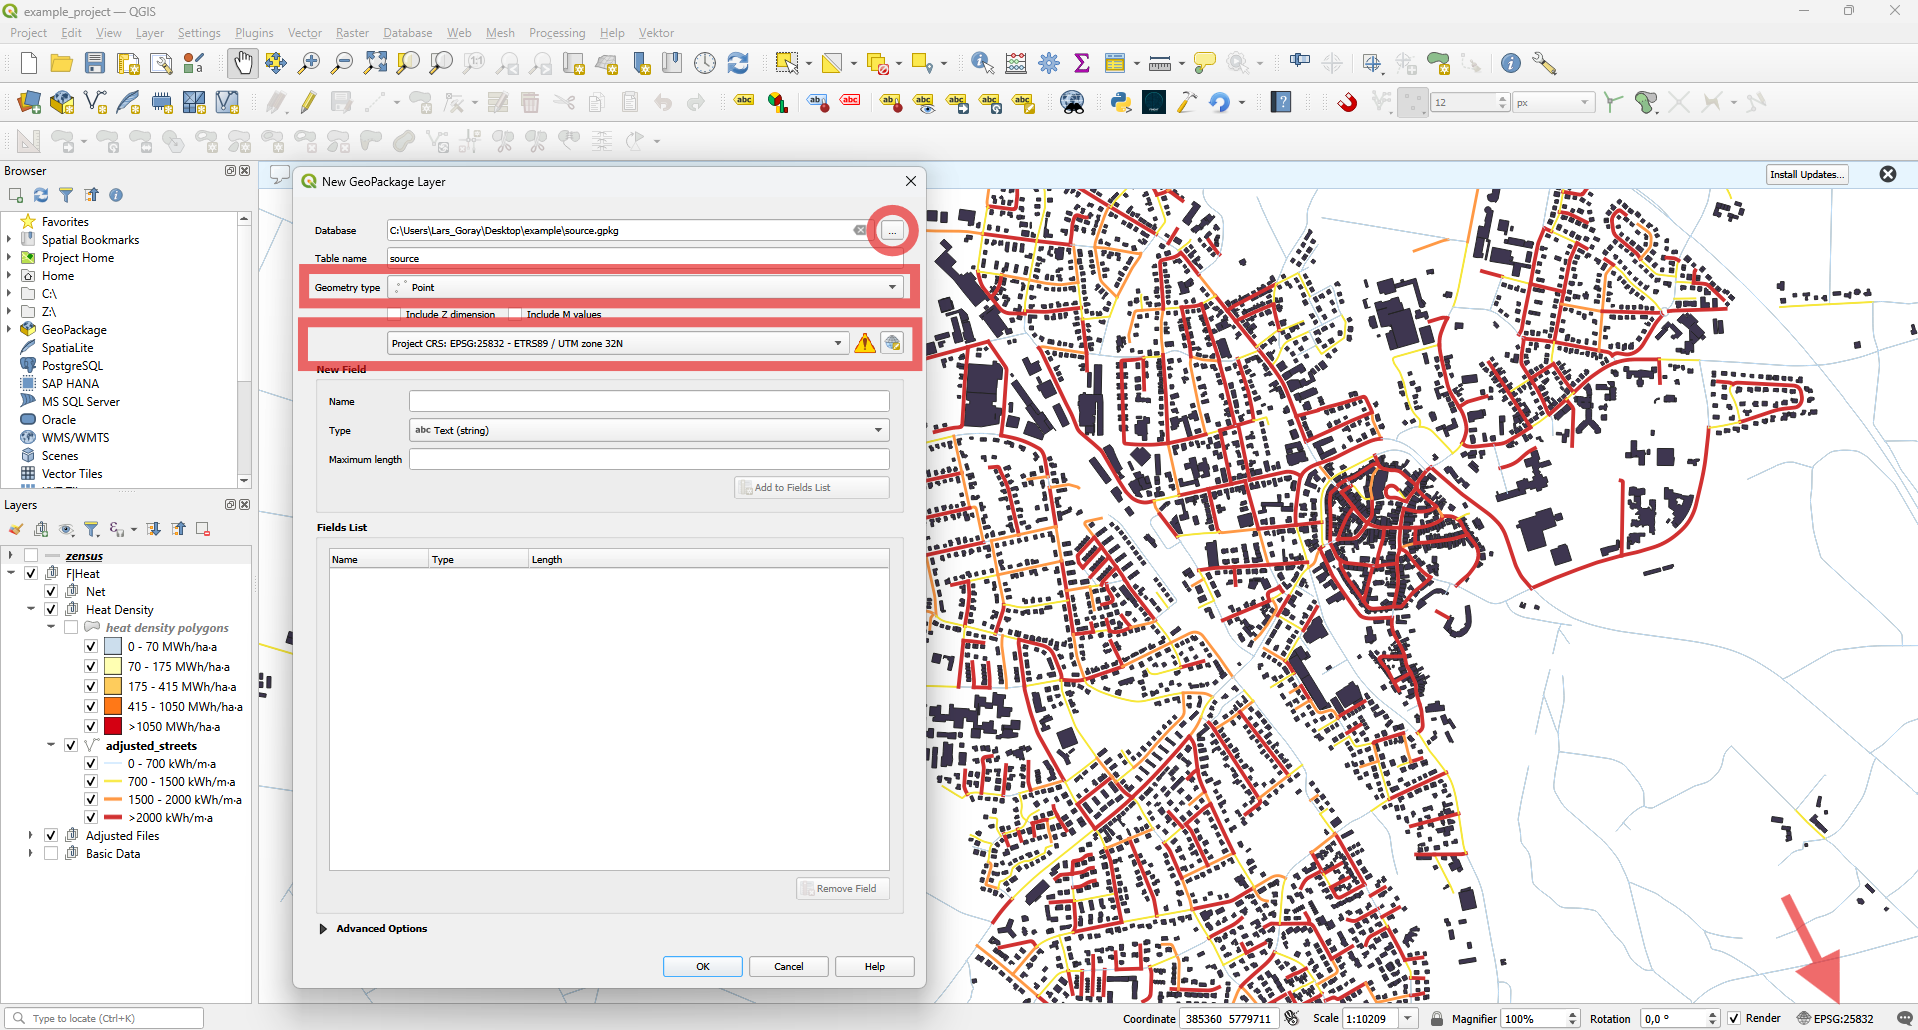 example_project — QGIS
Project Edit View Layer Settings Plugins Vector Raster Database Web Mesh Processing Help Vektor
12 px
Browser
Install Updates...
Favorites
Spatial Bookmarks
Project Home
Home
C:\
Z:\
GeoPackage
SpatiaLite
PostgreSQL
SAP HANA
MS SQL Server
Oracle
WMS/WMTS
Scenes
Vector Tiles
Layers
zensus
F|Heat
Net
Heat Density
heat density polygons
0 - 70 MWh/ha·a
70 - 175 MWh/ha·a
175 - 415 MWh/ha·a
415 - 1050 MWh/ha·a
>1050 MWh/ha·a
adjusted_streets
0 - 700 kWh/m·a
700 - 1500 kWh/m·a
1500 - 2000 kWh/m·a
>2000 kWh/m·a
Adjusted Files
Basic Data
New GeoPackage Layer
Database C:\Users\Lars_Goray\Desktop\example\source.gpkg ...
Table name source
Geometry type Point
Include Z dimension Include M values
Project CRS: EPSG:25832 - ETRS89 / UTM zone 32N
New Field
Name
Type abc Text (string)
Maximum length
Add to Fields List
Fields List
Name Type Length
Remove Field
Advanced Options
OK Cancel Help
Type to locate (Ctrl+K)
Coordinate 385360 5779711 Scale 1:10209 Magnifier 100% Rotation 0,0 ° Render EPSG:25832